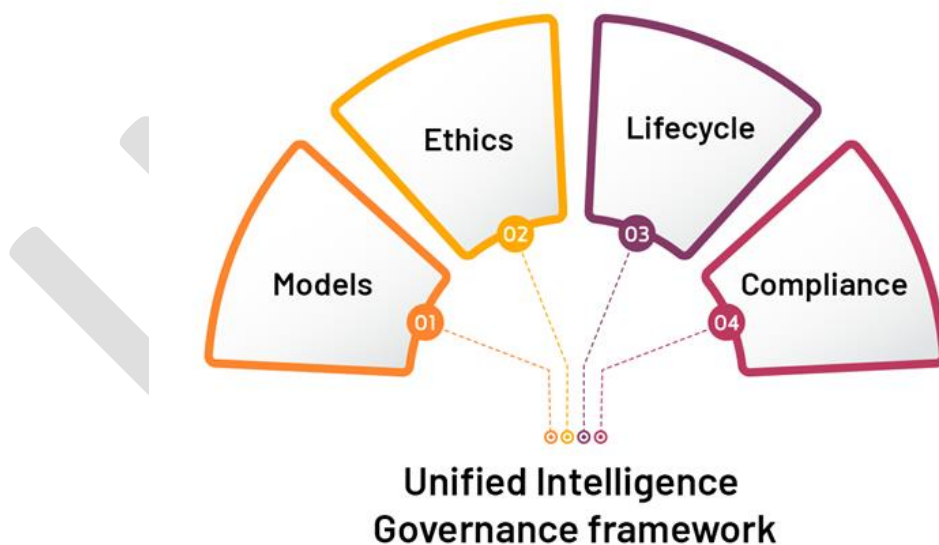 Models
01
Ethics
02
Lifecycle
03
Compliance
04
Unified Intelligence
Governance framework